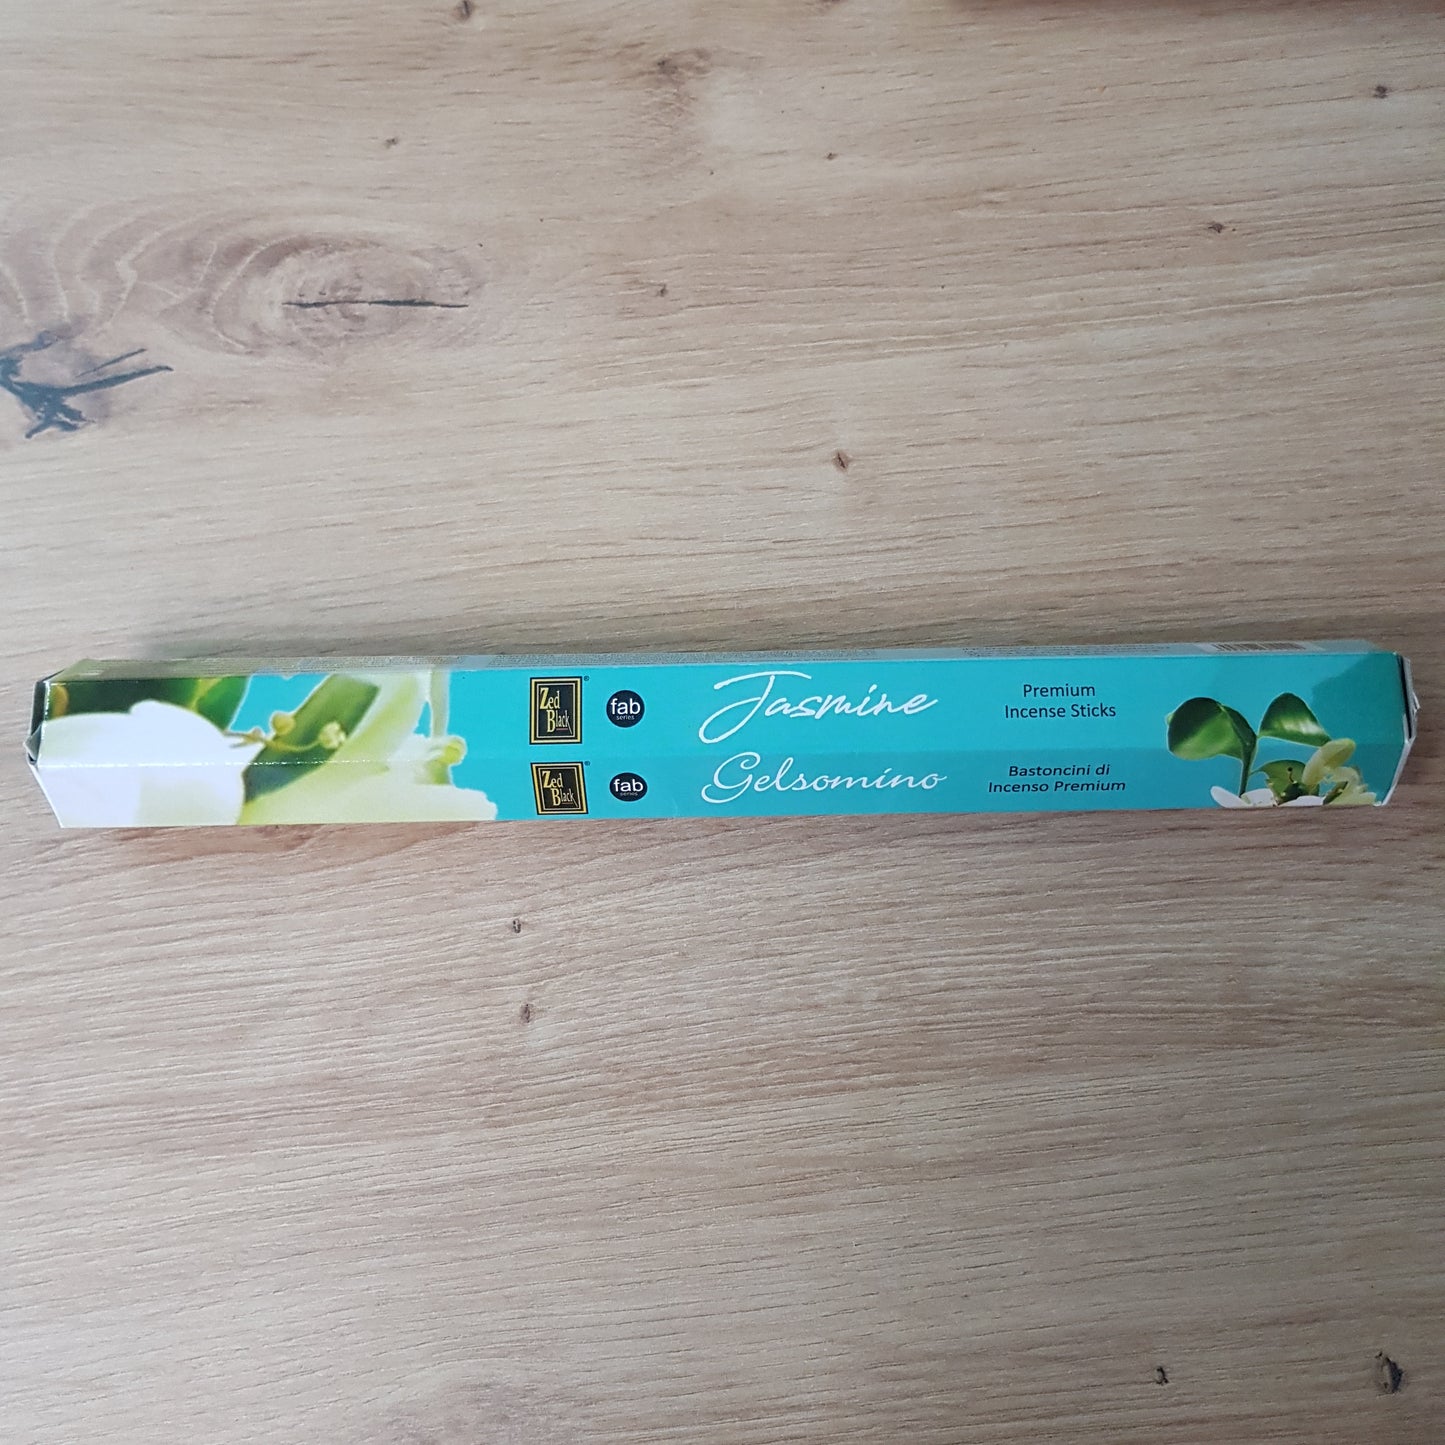 Zed
Black
®
fab
series
Jasmine
Premium
Incense Sticks
Zed
Black
®
fab
series
Gelsomino
Bastoncini di
Incenso Premium